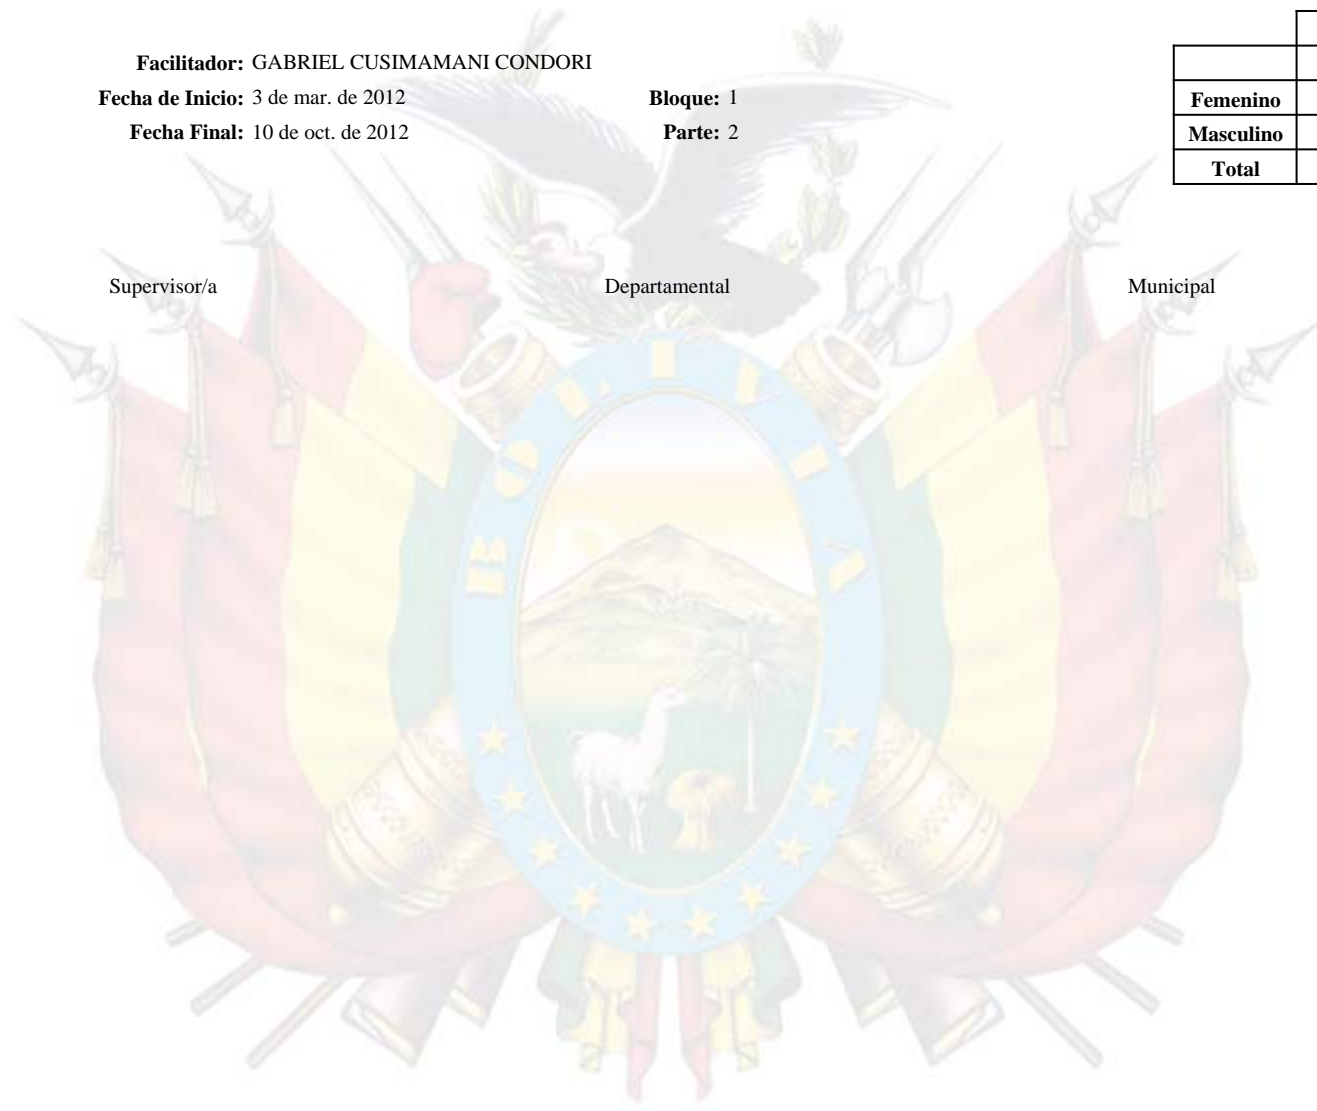 Facilitador: GABRIEL CUSIMAMANI CONDORI
Fecha de Inicio: 3 de mar. de 2012 Bloque: 1
Fecha Final: 10 de oct. de 2012 Parte: 2
Femenino
Masculino
Total
Supervisor/a Departamental Municipal
BOLIVIA